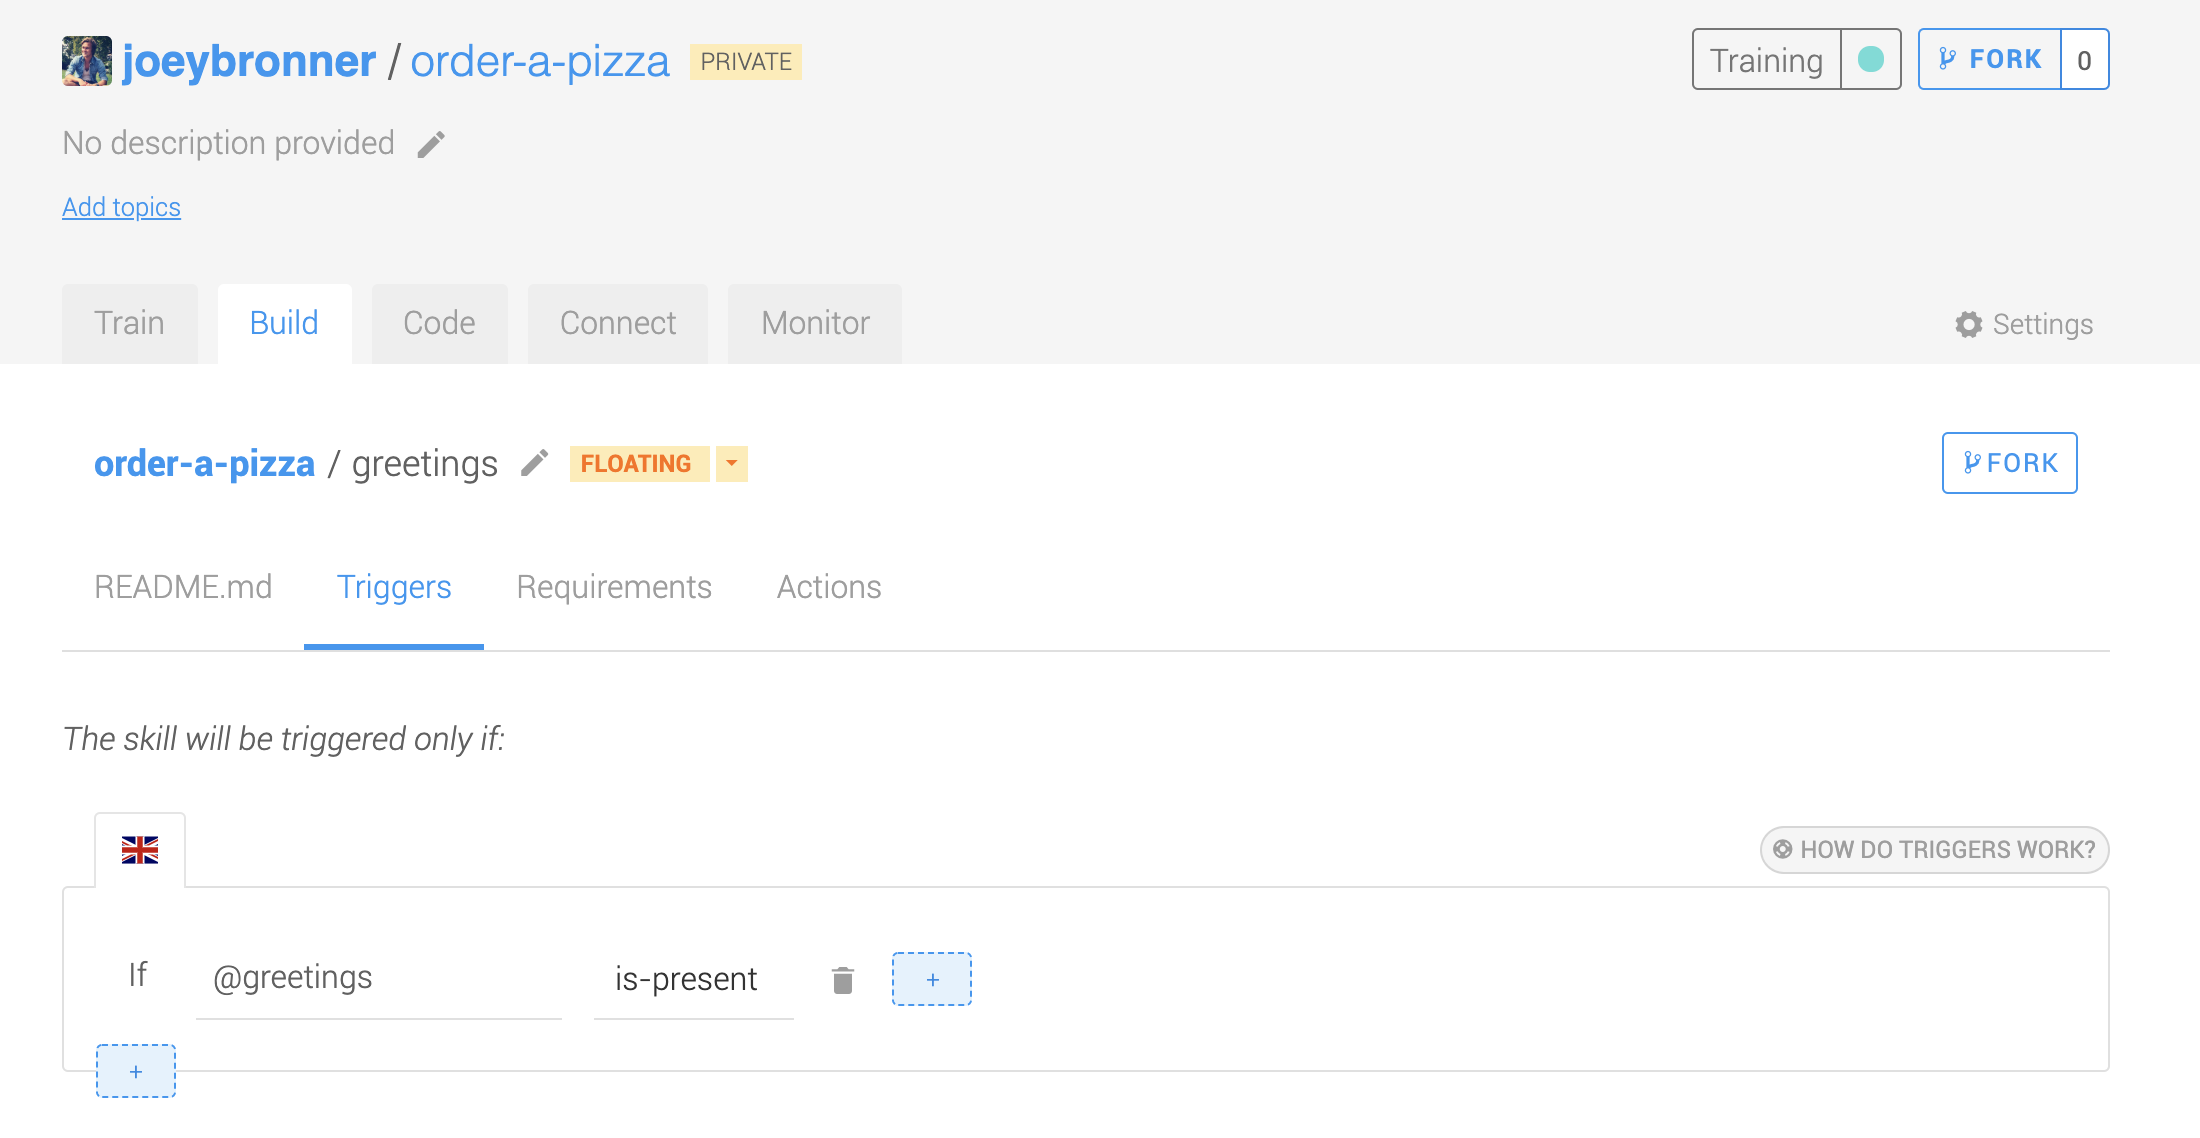 joeybronner / order-a-pizza PRIVATE Training FORK 0
No description provided
Add topics
Train Build Code Connect Monitor Settings
order-a-pizza / greetings FLOATING FORK
README.md Triggers Requirements Actions
The skill will be triggered only if:
HOW DO TRIGGERS WORK?
If @greetings is-present +
+